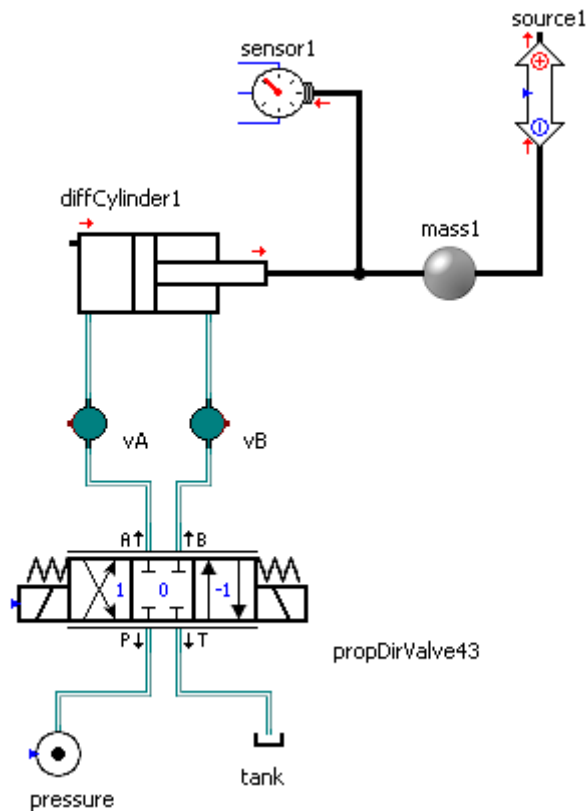 source1
sensor1
diffCylinder1
mass1
vA
vB
A B
1 0 -1
P T
propDirValve43
pressure
tank